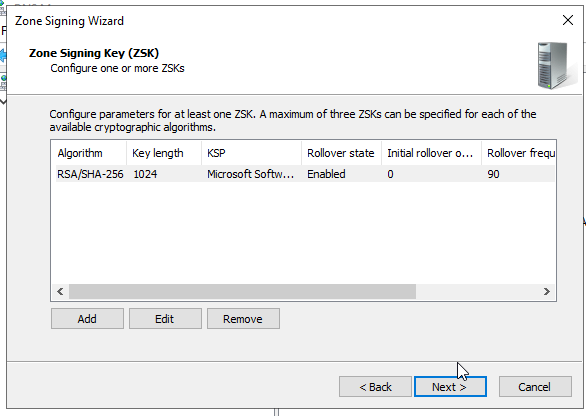 Zone Signing Wizard
Zone Signing Key (ZSK)
Configure one or more ZSKs
Configure parameters for at least one ZSK. A maximum of three ZSKs can be specified for each of the
available cryptographic algorithms.
Algorithm Key length KSP Rollover state Initial rollover o... Rollover frequ
RSA/SHA-256 1024 Microsoft Softw... Enabled 0 90
Add Edit Remove
< Back Next > Cancel